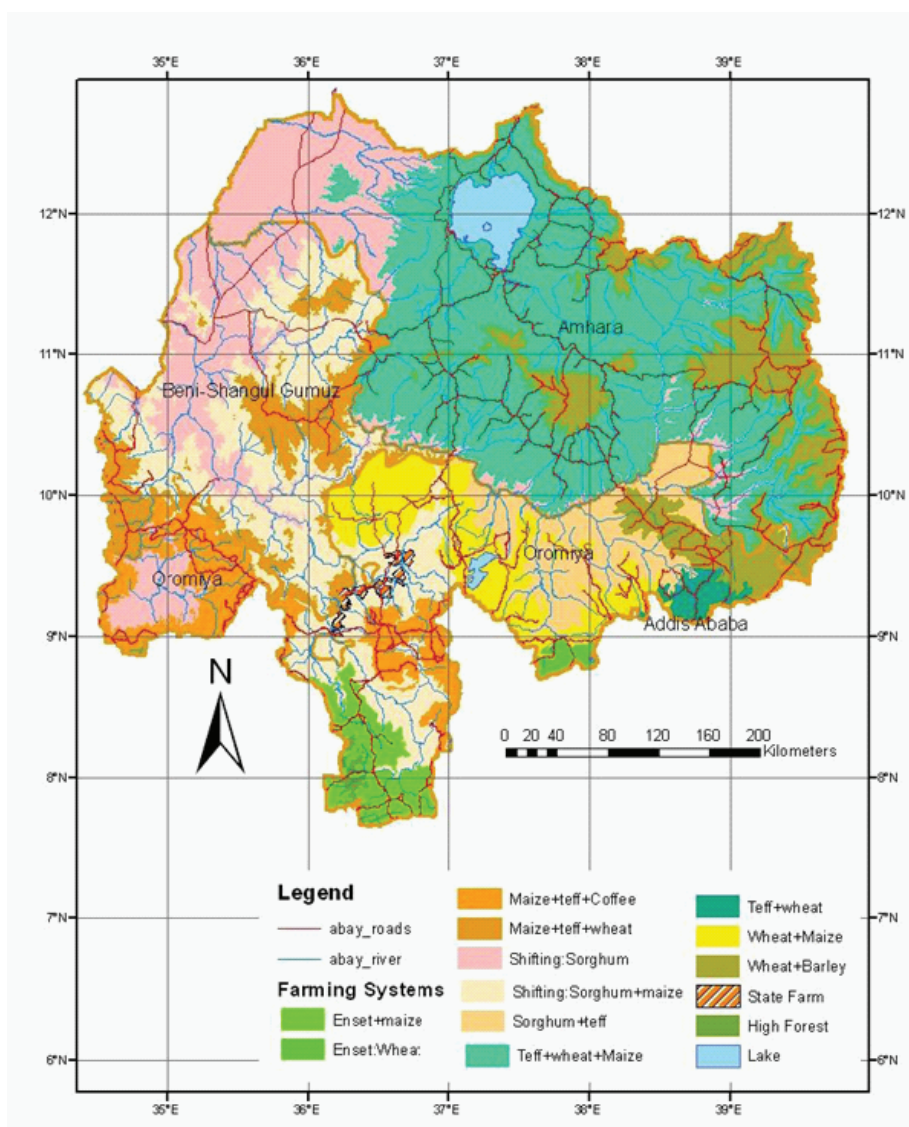 35°E 36°E 37°E 38°E 39°E
12°N 12°N
Amhara
11°N 11°N
Beni-Shangul Gumuz
10°N 10°N
Oromiya
Oromiya
Addis Ababa
9°N 9°N
N
0 20 40 80 120 160 200
Kilometers
8°N 8°N
Legend
abay_roads
abay_river
Farming Systems
Enset+maize
Enset:Whea
Maize+teff+Coffee
Maize+teff+wheat
Shifting:Sorghum
Shifting:Sorghum+maize
Sorghum+teff
Teff+wheat+Maize
Teff+wheat
Wheat+Maize
Wheat+Barley
State Farm
High Forest
Lake
7°N 7°N
6°N 6°N
35°E 36°E 37°E 38°E 39°E